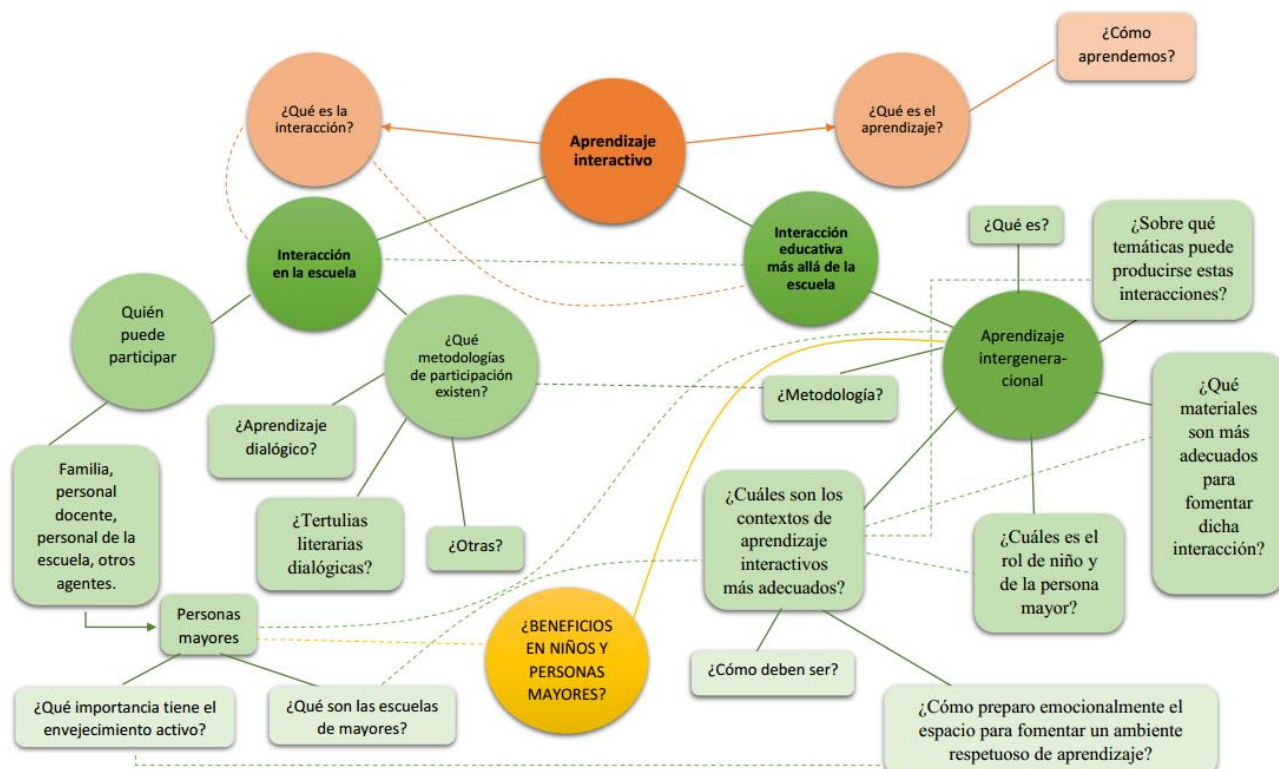 ¿Cómo
aprendemos?
¿Qué es la
interacción?
Aprendizaje
interactivo
¿Qué es el
aprendizaje?
Interacción
en la escuela
Interacción
educativa
más allá de la
escuela
¿Qué es?
¿Sobre qué
temáticas puede
producirse estas
interacciones?
Quién
puede
participar
¿Qué
metodologías
de participación
existen?
¿Metodología?
Aprendizaje
intergenera-
cional
¿Qué
materiales
son más
adecuados
para
fomentar
dicha
interacción?
¿Aprendizaje
dialógico?
Familia,
personal
docente,
personal de la
escuela, otros
agentes.
¿Tertulias
literarias
dialógicas?
¿Otras?
¿Cuáles son los
contextos de
aprendizaje
interactivos
más adecuados?
¿Cuáles es el
rol de niño y
de la persona
mayor?
Personas
mayores
¿BENEFICIOS
EN NIÑOS Y
PERSONAS
MAYORES?
¿Cómo deben ser?
¿Qué importancia tiene el
envejecimiento activo?
¿Qué son las escuelas
de mayores?
¿Cómo preparo emocionalmente el
espacio para fomentar un ambiente
respetuoso de aprendizaje?